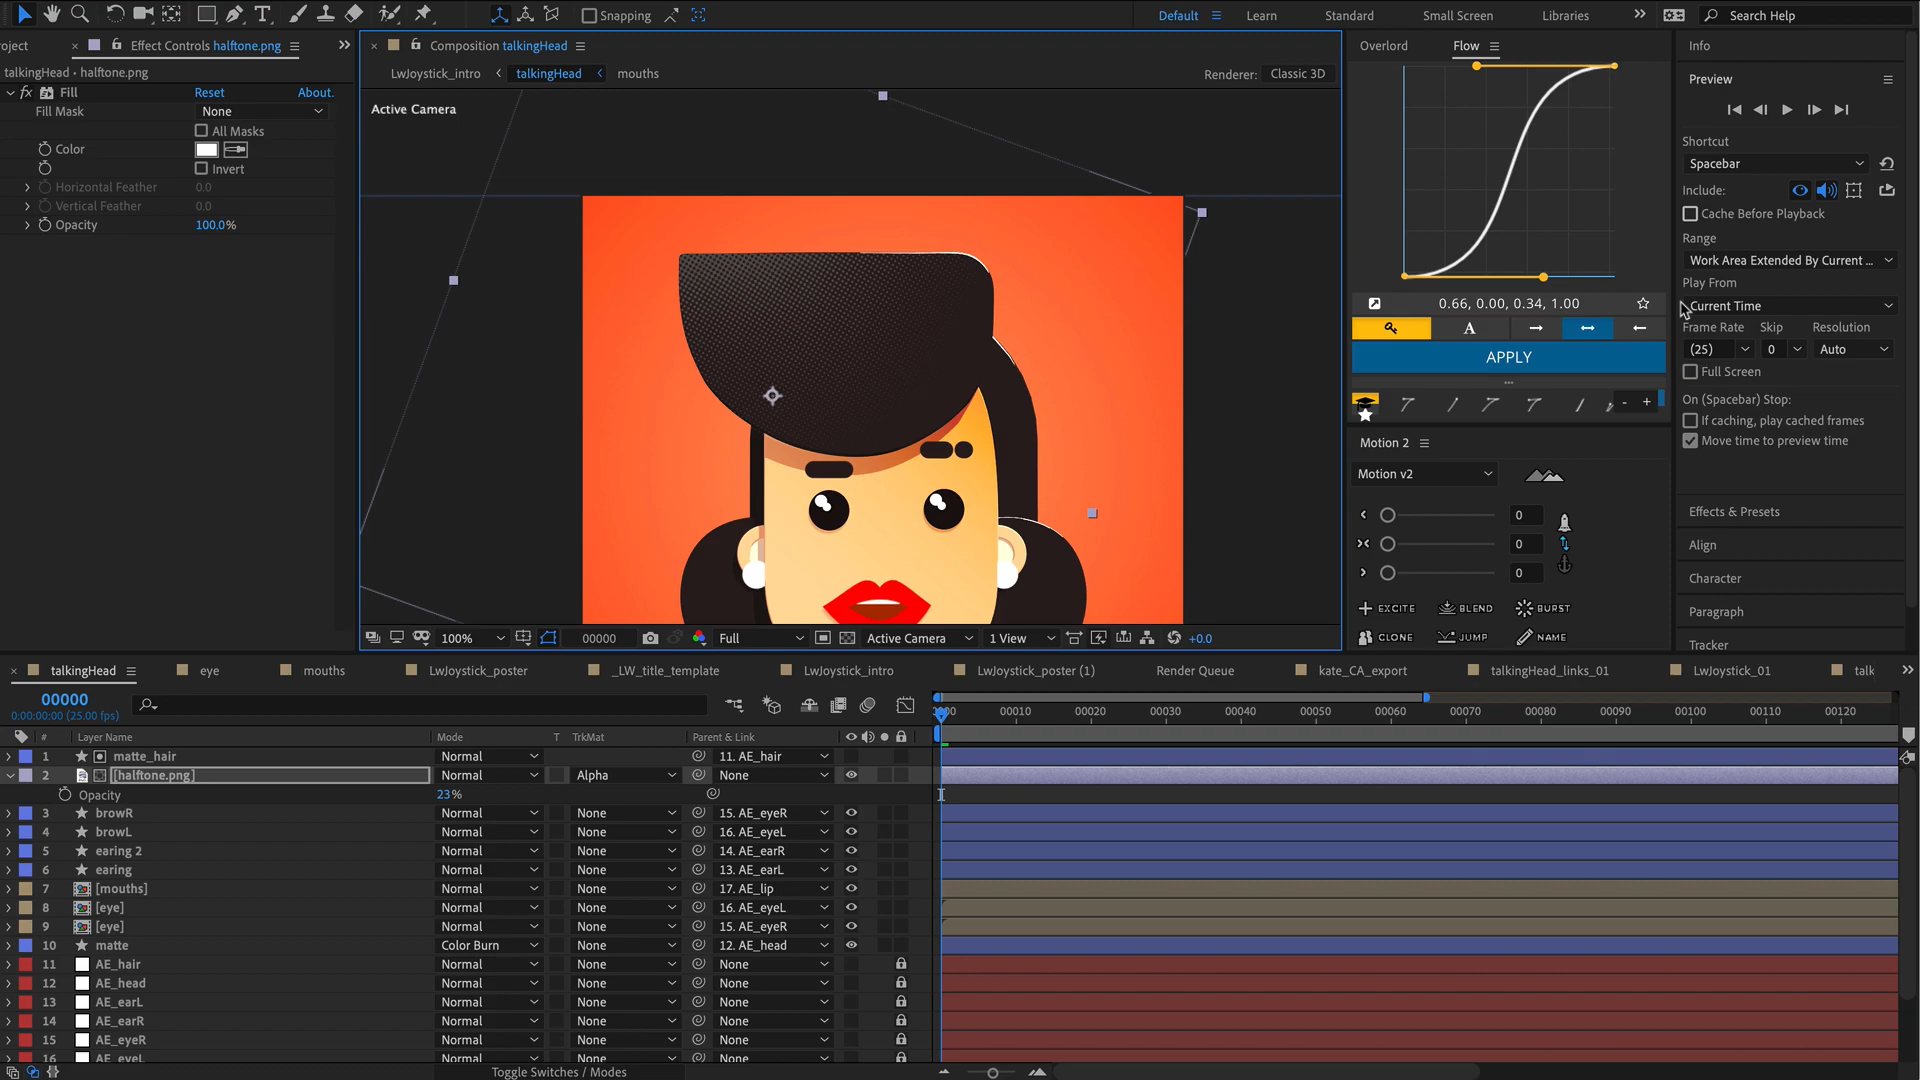 Snapping
Default
Learn
Standard
Small Screen
Libraries
Search Help
oject
Effect Controls halftone.png
Composition talkingHead
Overlord
Flow
Info
talkingHead • halftone.png
LwJoystick_intro
talkingHead
mouths
Renderer: Classic 3D
Preview
fx Fill
Reset
About.
Fill Mask
None
Active Camera
All Masks
Shortcut
Color
Spacebar
Invert
Horizontal Feather 0.0
Include:
Vertical Feather 0.0
Cache Before Playback
Opacity 100.0%
Range
Work Area Extended By Current ...
Play From
0.66, 0.00, 0.34, 1.00
Current Time
A
Frame Rate Skip Resolution
APPLY
(25) 0 Auto
Full Screen
On (Spacebar) Stop:
- +
If caching, play cached frames
Motion 2
Move time to preview time
Motion v2
Effects & Presets
0
0
Align
0
Character
EXCITE BLEND BURST
Paragraph
CLONE JUMP NAME
Tracker
100% 00000 Full Active Camera 1 View +0.0
talkingHead
eye
mouths
LwJoystick_poster
_LW_title_template
LwJoystick_intro
LwJoystick_poster (1)
Render Queue
kate_CA_export
talkingHead_links_01
LwJoystick_01
talk
00000
0:00:00:00 (25.00 fps)
00010 00020 00030 00040 00050 00060 00070 00080 00090 00100 00110 00120
# Layer Name Mode T TrkMat Parent & Link
1 matte_hair Normal 11. AE_hair
2 [halftone.png] Normal Alpha None
Opacity 23%
3 browR Normal None 15. AE_eyeR
4 browL Normal None 16. AE_eyeL
5 earing 2 Normal None 14. AE_earR
6 earing Normal None 13. AE_earL
7 [mouths] Normal None 17. AE_lip
8 [eye] Normal None 16. AE_eyeL
9 [eye] Normal None 15. AE_eyeR
10 matte Color Burn None 12. AE_head
11 AE_hair Normal None None
12 AE_head Normal None None
13 AE_earL Normal None None
14 AE_earR Normal None None
15 AE_eyeR Normal None None
16 AE_eyeL Normal None None
Toggle Switches / Modes